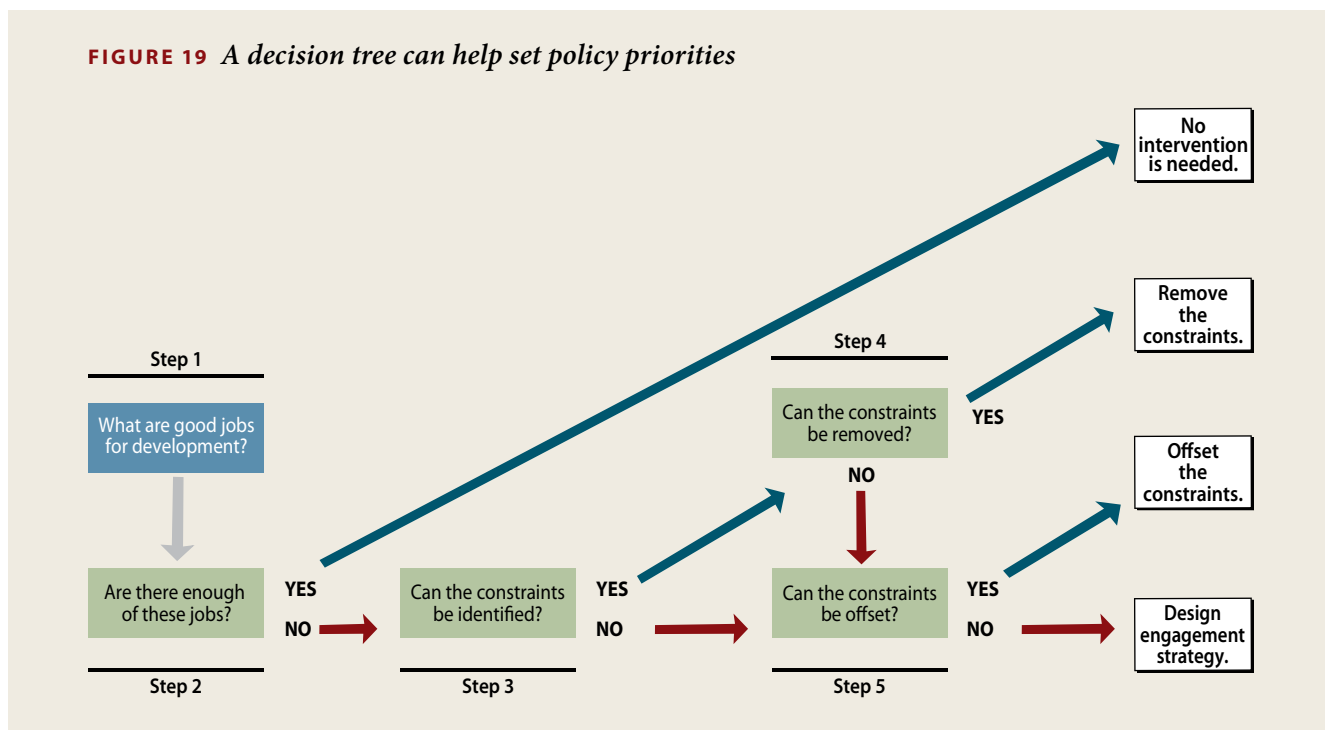 FIGURE 19 A decision tree can help set policy priorities
No
intervention
is needed.
Remove
the
constraints.
Step 4
Step 1
Can the constraints
be removed?
YES
What are good jobs
for development?
Offset
the
constraints.
NO
Are there enough
of these jobs?
YES
NO
Can the constraints
be identified?
YES
NO
Can the constraints
be offset?
YES
NO
Design
engagement
strategy.
Step 2
Step 3
Step 5